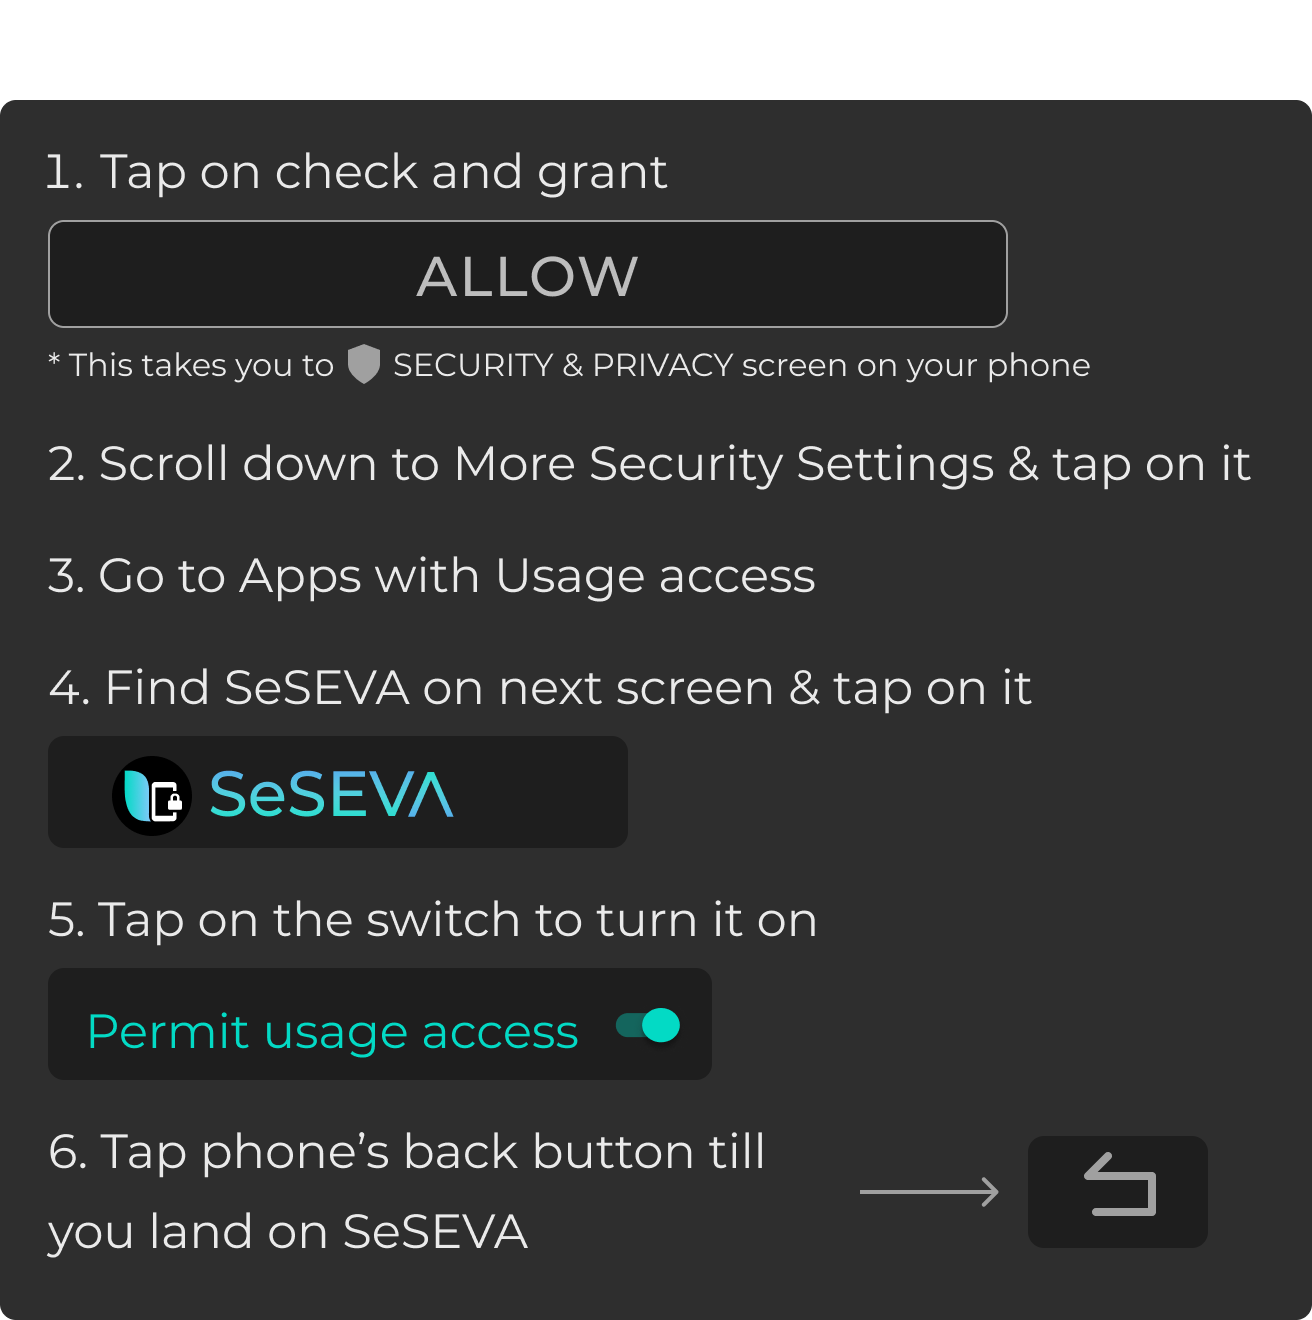 1. Tap on check and grant
ALLOW
* This takes you to SECURITY & PRIVACY screen on your phone
2. Scroll down to More Security Settings & tap on it
3. Go to Apps with Usage access
4. Find SeSEVA on next screen & tap on it
SeSEVA
5. Tap on the switch to turn it on
Permit usage access
6. Tap phone’s back button till
you land on SeSEVA